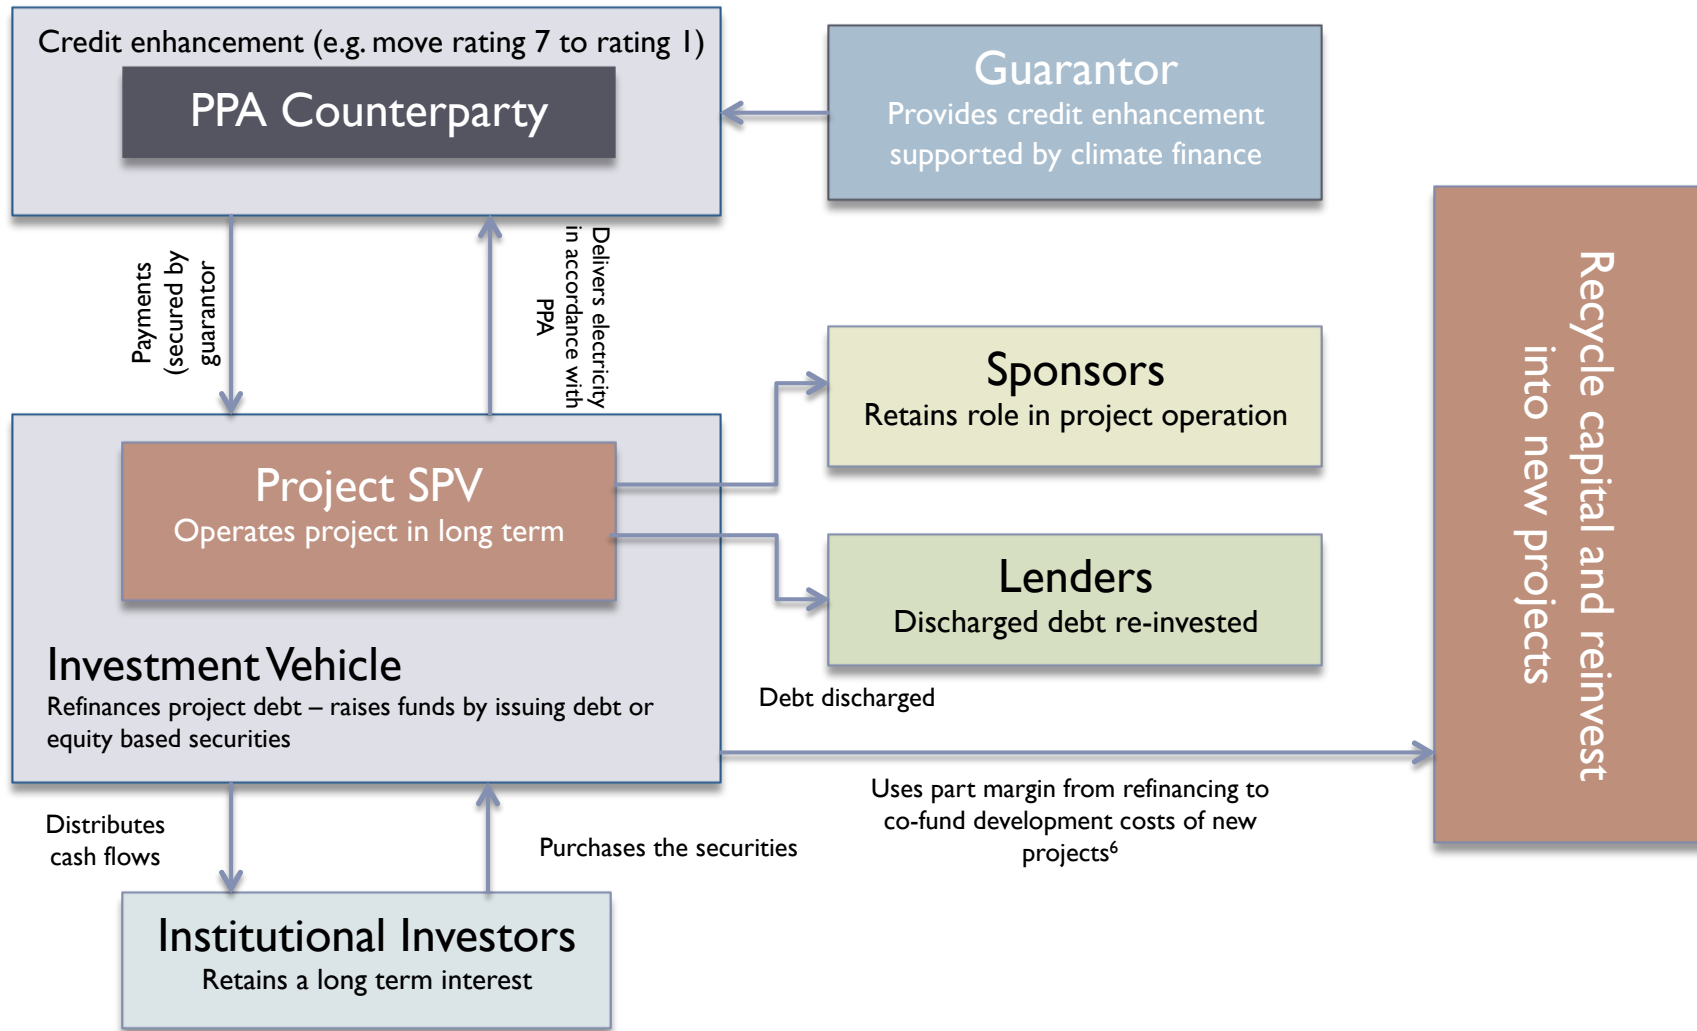 Credit enhancement (e.g. move rating 7 to rating 1)
PPA Counterparty
Guarantor
Provides credit enhancement
supported by climate finance
Payments
(secured by
guarantor
Delivers electricity
in accordance with
PPA
Recycle capital and reinvest
into new projects
Sponsors
Retains role in project operation
Project SPV
Operates project in long term
Lenders
Discharged debt re-invested
Investment Vehicle
Refinances project debt – raises funds by issuing debt or
equity based securities
Debt discharged
Uses part margin from refinancing to
co-fund development costs of new
projects⁶
Distributes
cash flows
Purchases the securities
Institutional Investors
Retains a long term interest